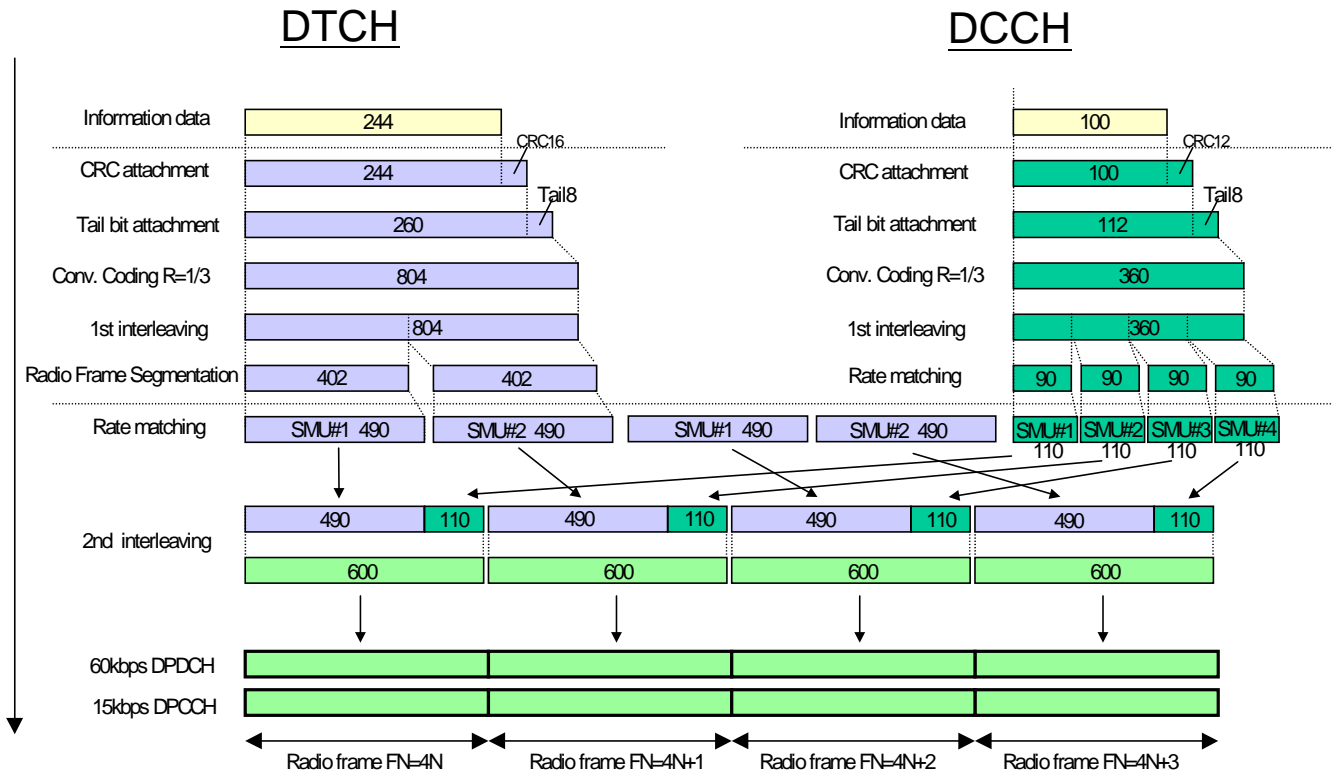 DTCH
DCCH
Information data
244
Information data
100
CRC16
CRC12
CRC attachment
244
CRC attachment
100
Tail8
Tail8
Tail bit attachment
260
Tail bit attachment
112
Conv. Coding R=1/3
804
Conv. Coding R=1/3
360
1st interleaving
804
1st interleaving
360
Radio Frame Segmentation
402
402
Rate matching
90
90
90
90
Rate matching
SMU#1 490
SMU#2 490
SMU#1 490
SMU#2 490
SMU#1
SMU#2
SMU#3
SMU#4
110
110
110
110
490
110
490
110
490
110
490
110
2nd interleaving
600
600
600
600
60kbps DPDCH
15kbps DPCCH
Radio frame FN=4N
Radio frame FN=4N+1
Radio frame FN=4N+2
Radio frame FN=4N+3